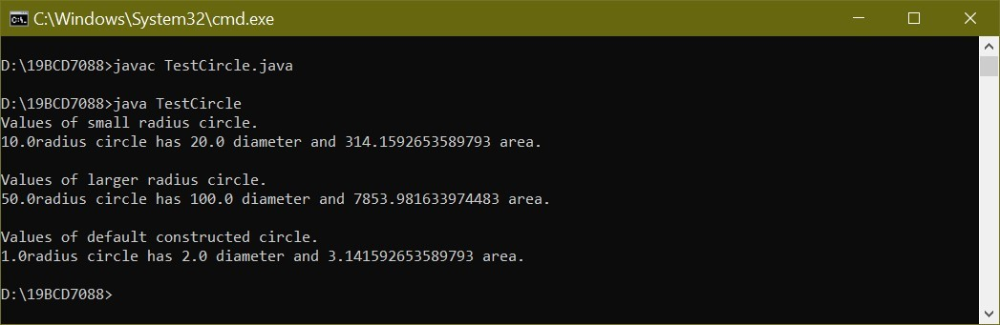 C:\Windows\System32\cmd.exe
D:\19BCD7088>javac TestCircle.java
D:\19BCD7088>java TestCircle
Values of small radius circle.
10.0radius circle has 20.0 diameter and 314.1592653589793 area.
Values of larger radius circle.
50.0radius circle has 100.0 diameter and 7853.981633974483 area.
Values of default constructed circle.
1.0radius circle has 2.0 diameter and 3.141592653589793 area.
D:\19BCD7088>